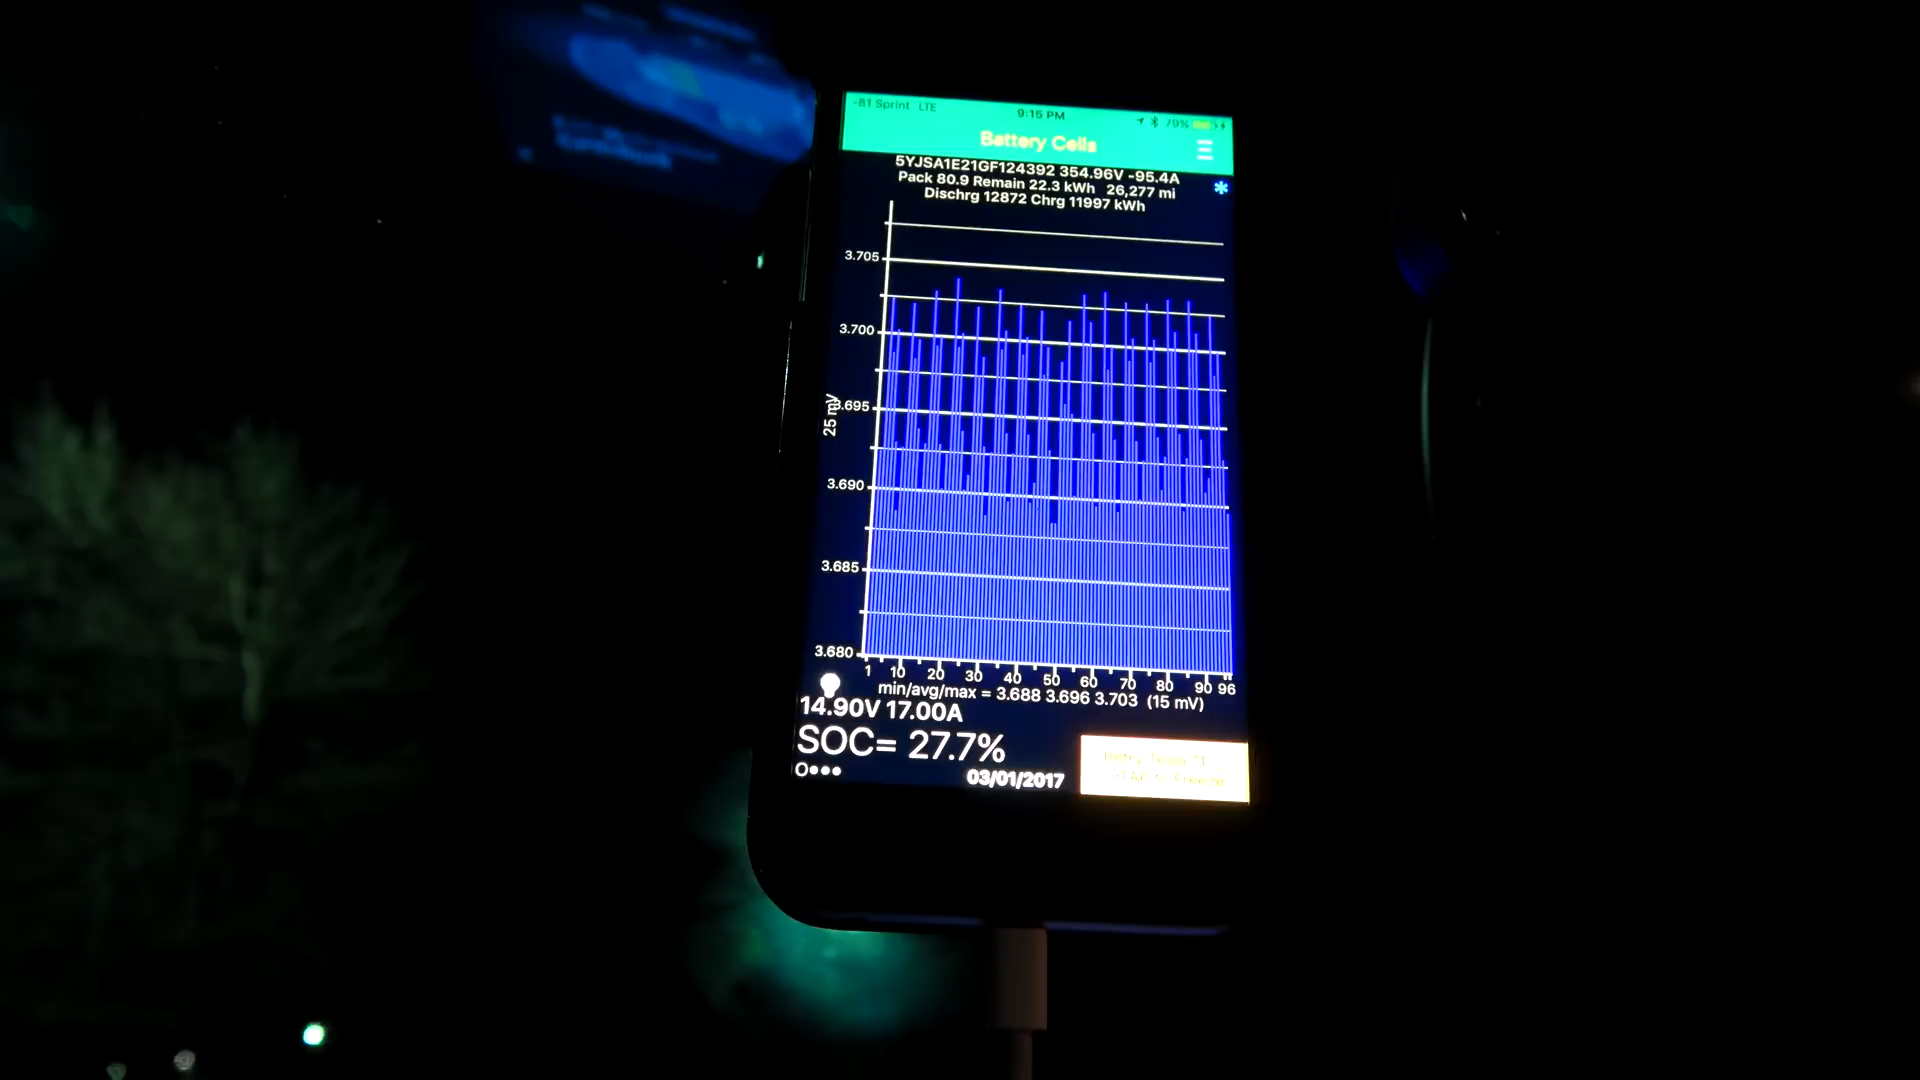 -81 Sprint LTE 9:15 PM 79%
Battery Cells
5YJSA1E21GF124392 354.96V -95.4A
Pack 80.9 Remain 22.3 kWh 26,277 mi
Dischrg 12872 Chrg 11997 kWh
3.705
3.700
3.695
25 mV
3.690
3.685
3.680
1 10 20 30 40 50 60 70 80 90 96
min/avg/max = 3.688 3.696 3.703 (15 mV)
14.90V 17.00A
SOC= 27.7%
03/01/2017